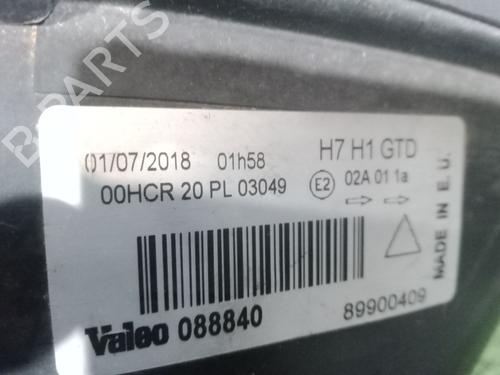 B-PARTS
01/07/2018 01h58 H7 H1 GTD
00HCR 20 PL 03049 E2 02A 01 1a
MADE IN E.U.
Valeo 088840 89900409